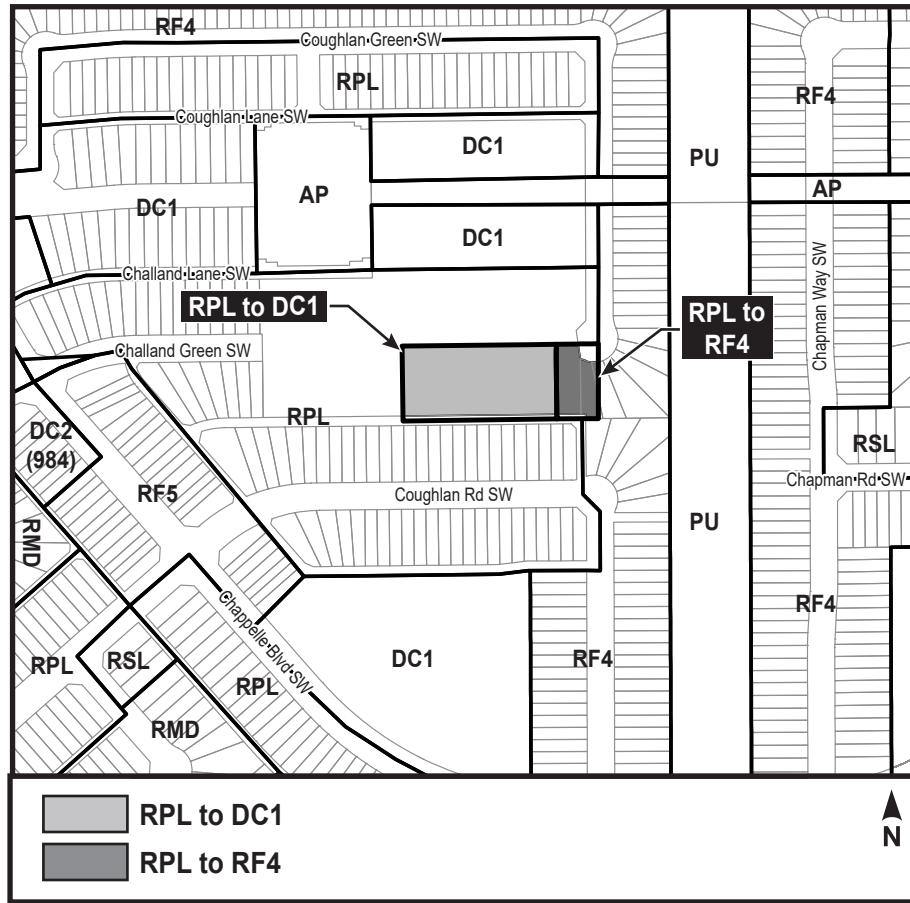 RF4
Coughlan Green SW
RPL
RF4
Coughlan Lane SW
DC1
PU
AP
AP
DC1
DC1
Challand Lane SW
RPL to DC1
RPL to
RF4
Chapman Way SW
Challand Green SW
RPL
DC2
(984)
RSL
RF5
Coughlan Rd SW
Chapman Rd SW
RMD
PU
Chappelle Blvd SW
RF4
RPL
RSL
DC1
RF4
RPL
RMD
RPL to DC1
RPL to RF4
N